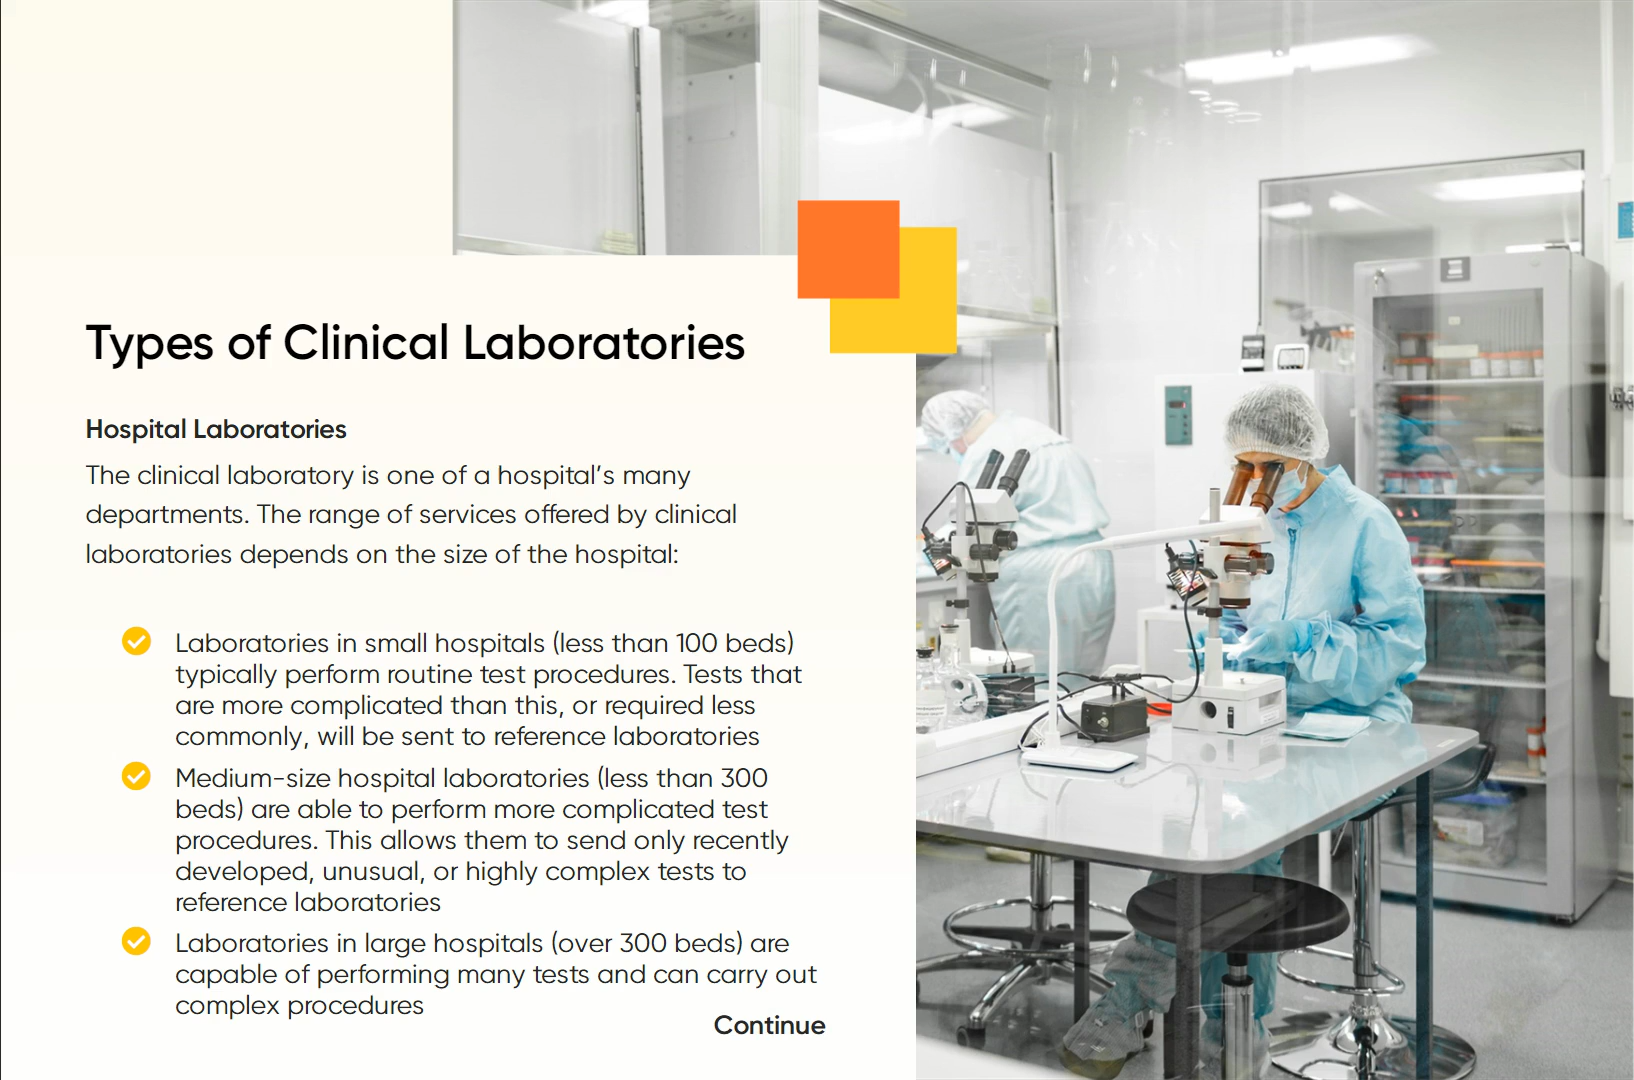 Types of Clinical Laboratories
Hospital Laboratories
The clinical laboratory is one of a hospital’s many
departments. The range of services offered by clinical
laboratories depends on the size of the hospital:
Laboratories in small hospitals (less than 100 beds)
typically perform routine test procedures. Tests that
are more complicated than this, or required less
commonly, will be sent to reference laboratories
Medium-size hospital laboratories (less than 300
beds) are able to perform more complicated test
procedures. This allows them to send only recently
developed, unusual, or highly complex tests to
reference laboratories
Laboratories in large hospitals (over 300 beds) are
capable of performing many tests and can carry out
complex procedures
Continue